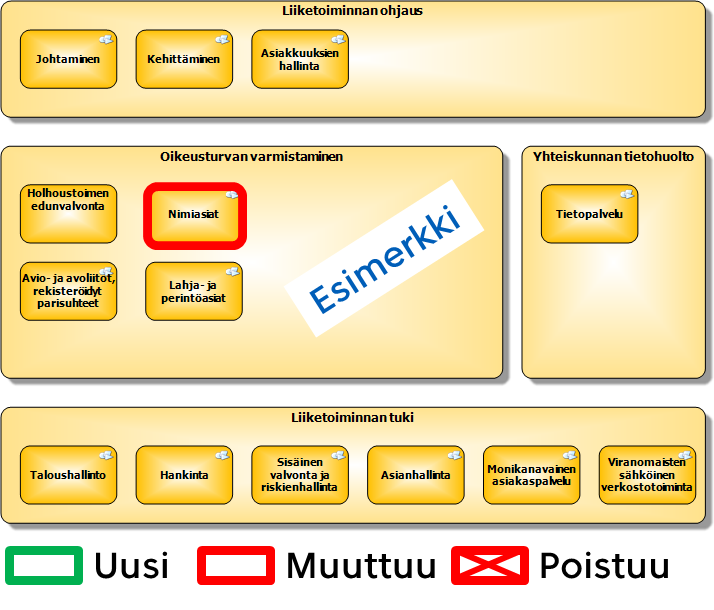 Liiketoiminnan ohjaus
Johtaminen
Kehittäminen
Asiakkuuksien
hallinta
Oikeusturvan varmistaminen
Holhoustoimen
edunvalvonta
Nimiasiat
Avio- ja avoliitot,
rekisteröidyt
parisuhteet
Lahja- ja
perintöasiat
Esimerkki
Yhteiskunnan tietohuolto
Tietopalvelu
Liiketoiminnan tuki
Taloushallinto
Hankinta
Sisäinen
valvonta ja
riskienhallinta
Asianhallinta
Monikanavainen
asiakaspalvelu
Viranomaisten
sähköinen
verkostotoiminta
Uusi
Muuttuu
Poistuu